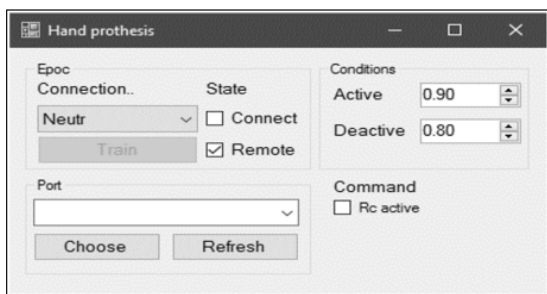 Hand prothesis
Epoc
Connection.. State
Neutr Connect
Train Remote
Conditions
Active 0.90
Deactive 0.80
Port
Choose Refresh
Command
Rc active